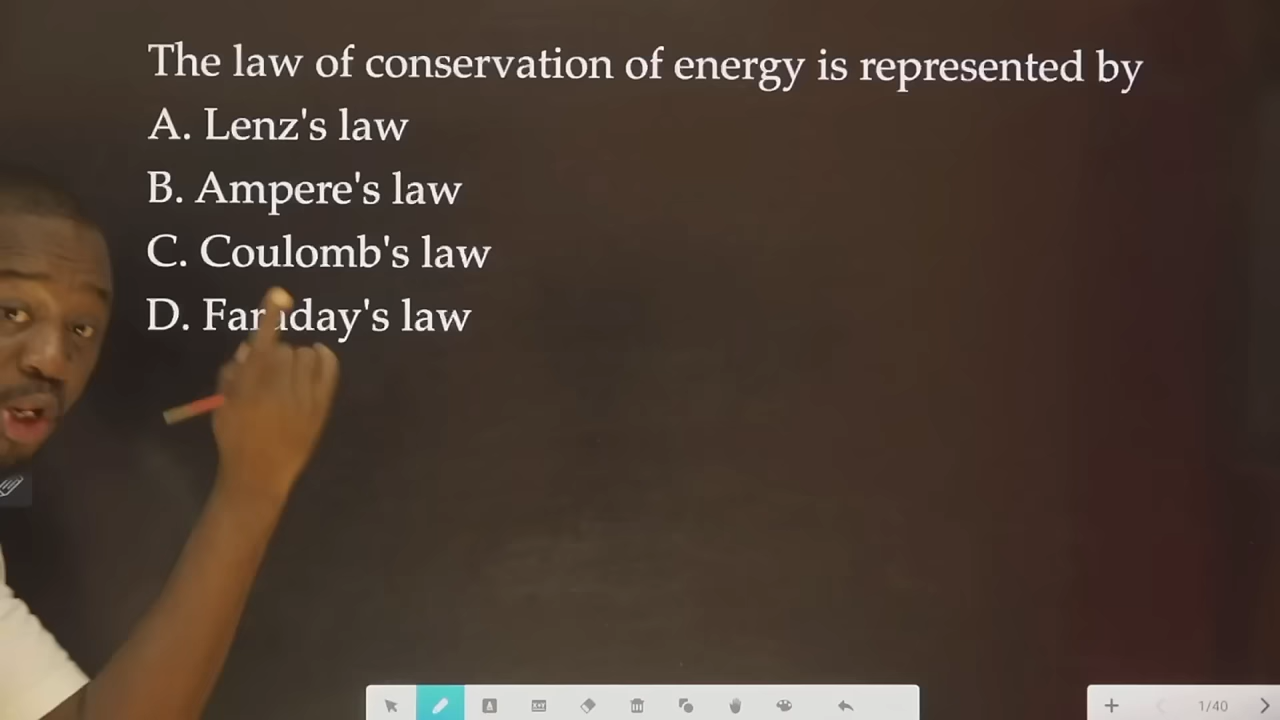 The law of conservation of energy is represented by
A. Lenz's law
B. Ampere's law
C. Coulomb's law
D. Faraday's law
1/40